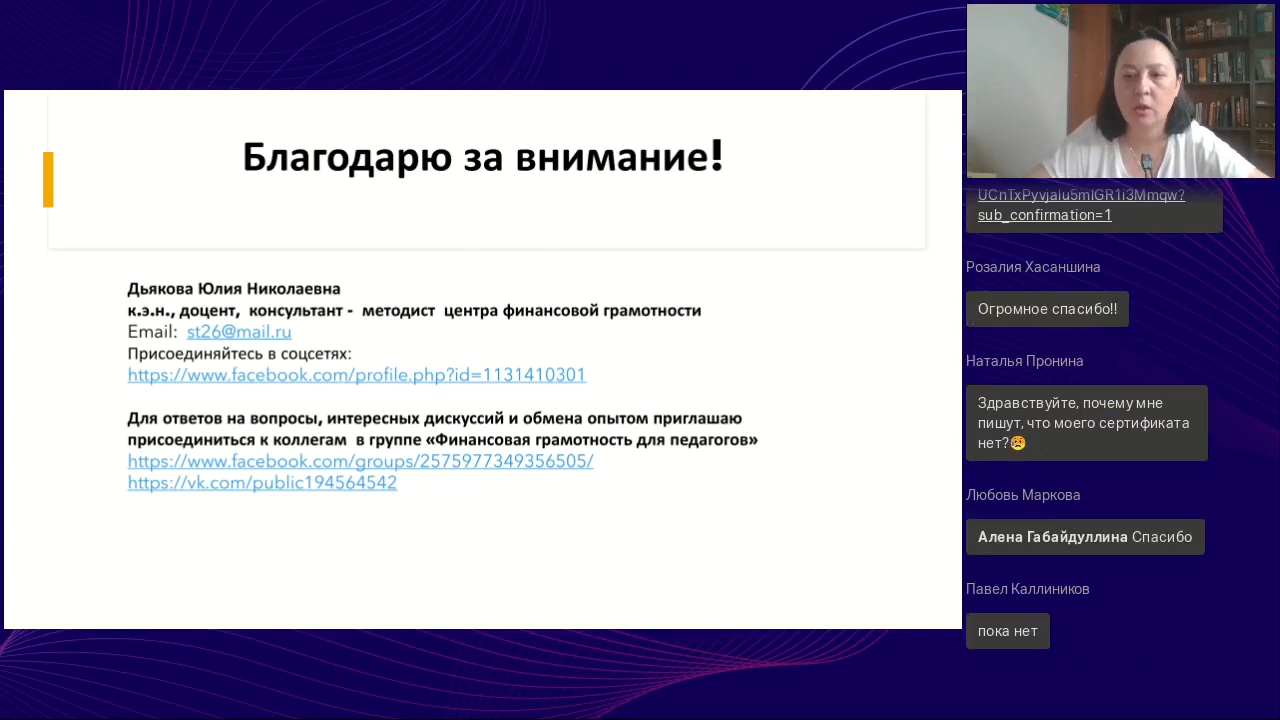 Благодарю за внимание!
Дьякова Юлия Николаевна
к.э.н., доцент, консультант - методист центра финансовой грамотности
Email: st26@mail.ru
Присоединяйтесь в соцсетях:
https://www.facebook.com/profile.php?id=1131410301
Для ответов на вопросы, интересных дискуссий и обмена опытом приглашаю
присоединиться к коллегам в группе «Финансовая грамотность для педагогов»
https://www.facebook.com/groups/2575977349356505/
https://vk.com/public194564542
sub_confirmation=1
Розалия Хасаншина
Огромное спасибо!!
Наталья Пронина
Здравствуйте, почему мне
пишут, что моего сертификата
нет?😢
Любовь Маркова
Алена Габайдуллина Спасибо
Павел Каллиников
пока нет